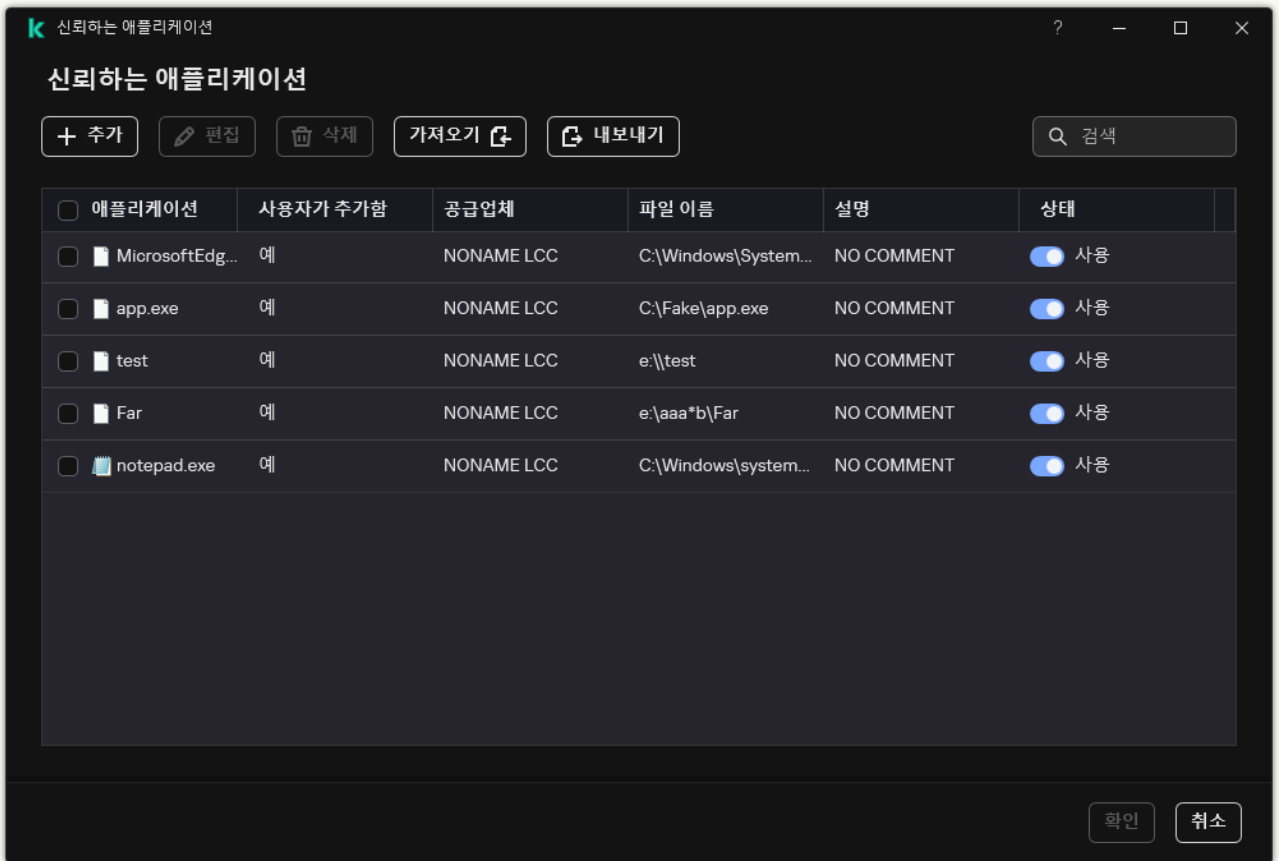 신뢰하는 애플리케이션
?
신뢰하는 애플리케이션
추가 편집 삭제 가져오기 내보내기 검색
애플리케이션 사용자가 추가함 공급업체 파일 이름 설명 상태
MicrosoftEdg... 예 NONAME LCC C:\Windows\System... NO COMMENT 사용
app.exe 예 NONAME LCC C:\Fake\app.exe NO COMMENT 사용
test 예 NONAME LCC e:\\test NO COMMENT 사용
Far 예 NONAME LCC e:\aaa*b\Far NO COMMENT 사용
notepad.exe 예 NONAME LCC C:\Windows\system... NO COMMENT 사용
확인 취소